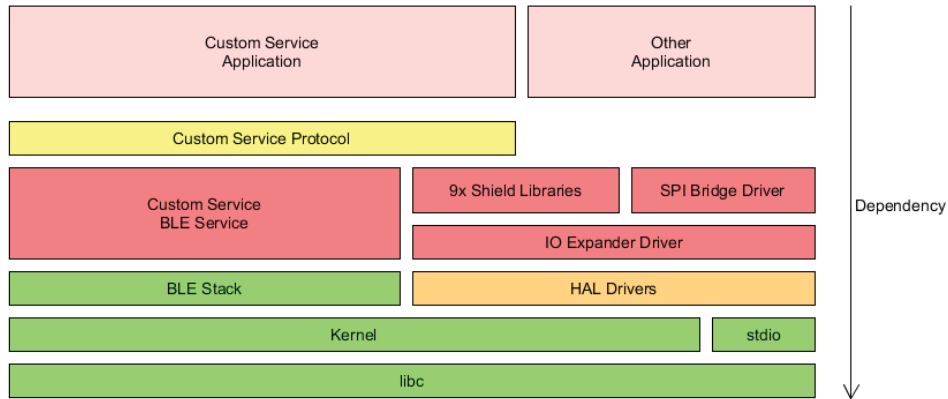 Custom Service
Application
Other
Application
Custom Service Protocol
Custom Service
BLE Service
9x Shield Libraries
SPI Bridge Driver
Dependency
IO Expander Driver
BLE Stack
HAL Drivers
Kernel
stdio
libc